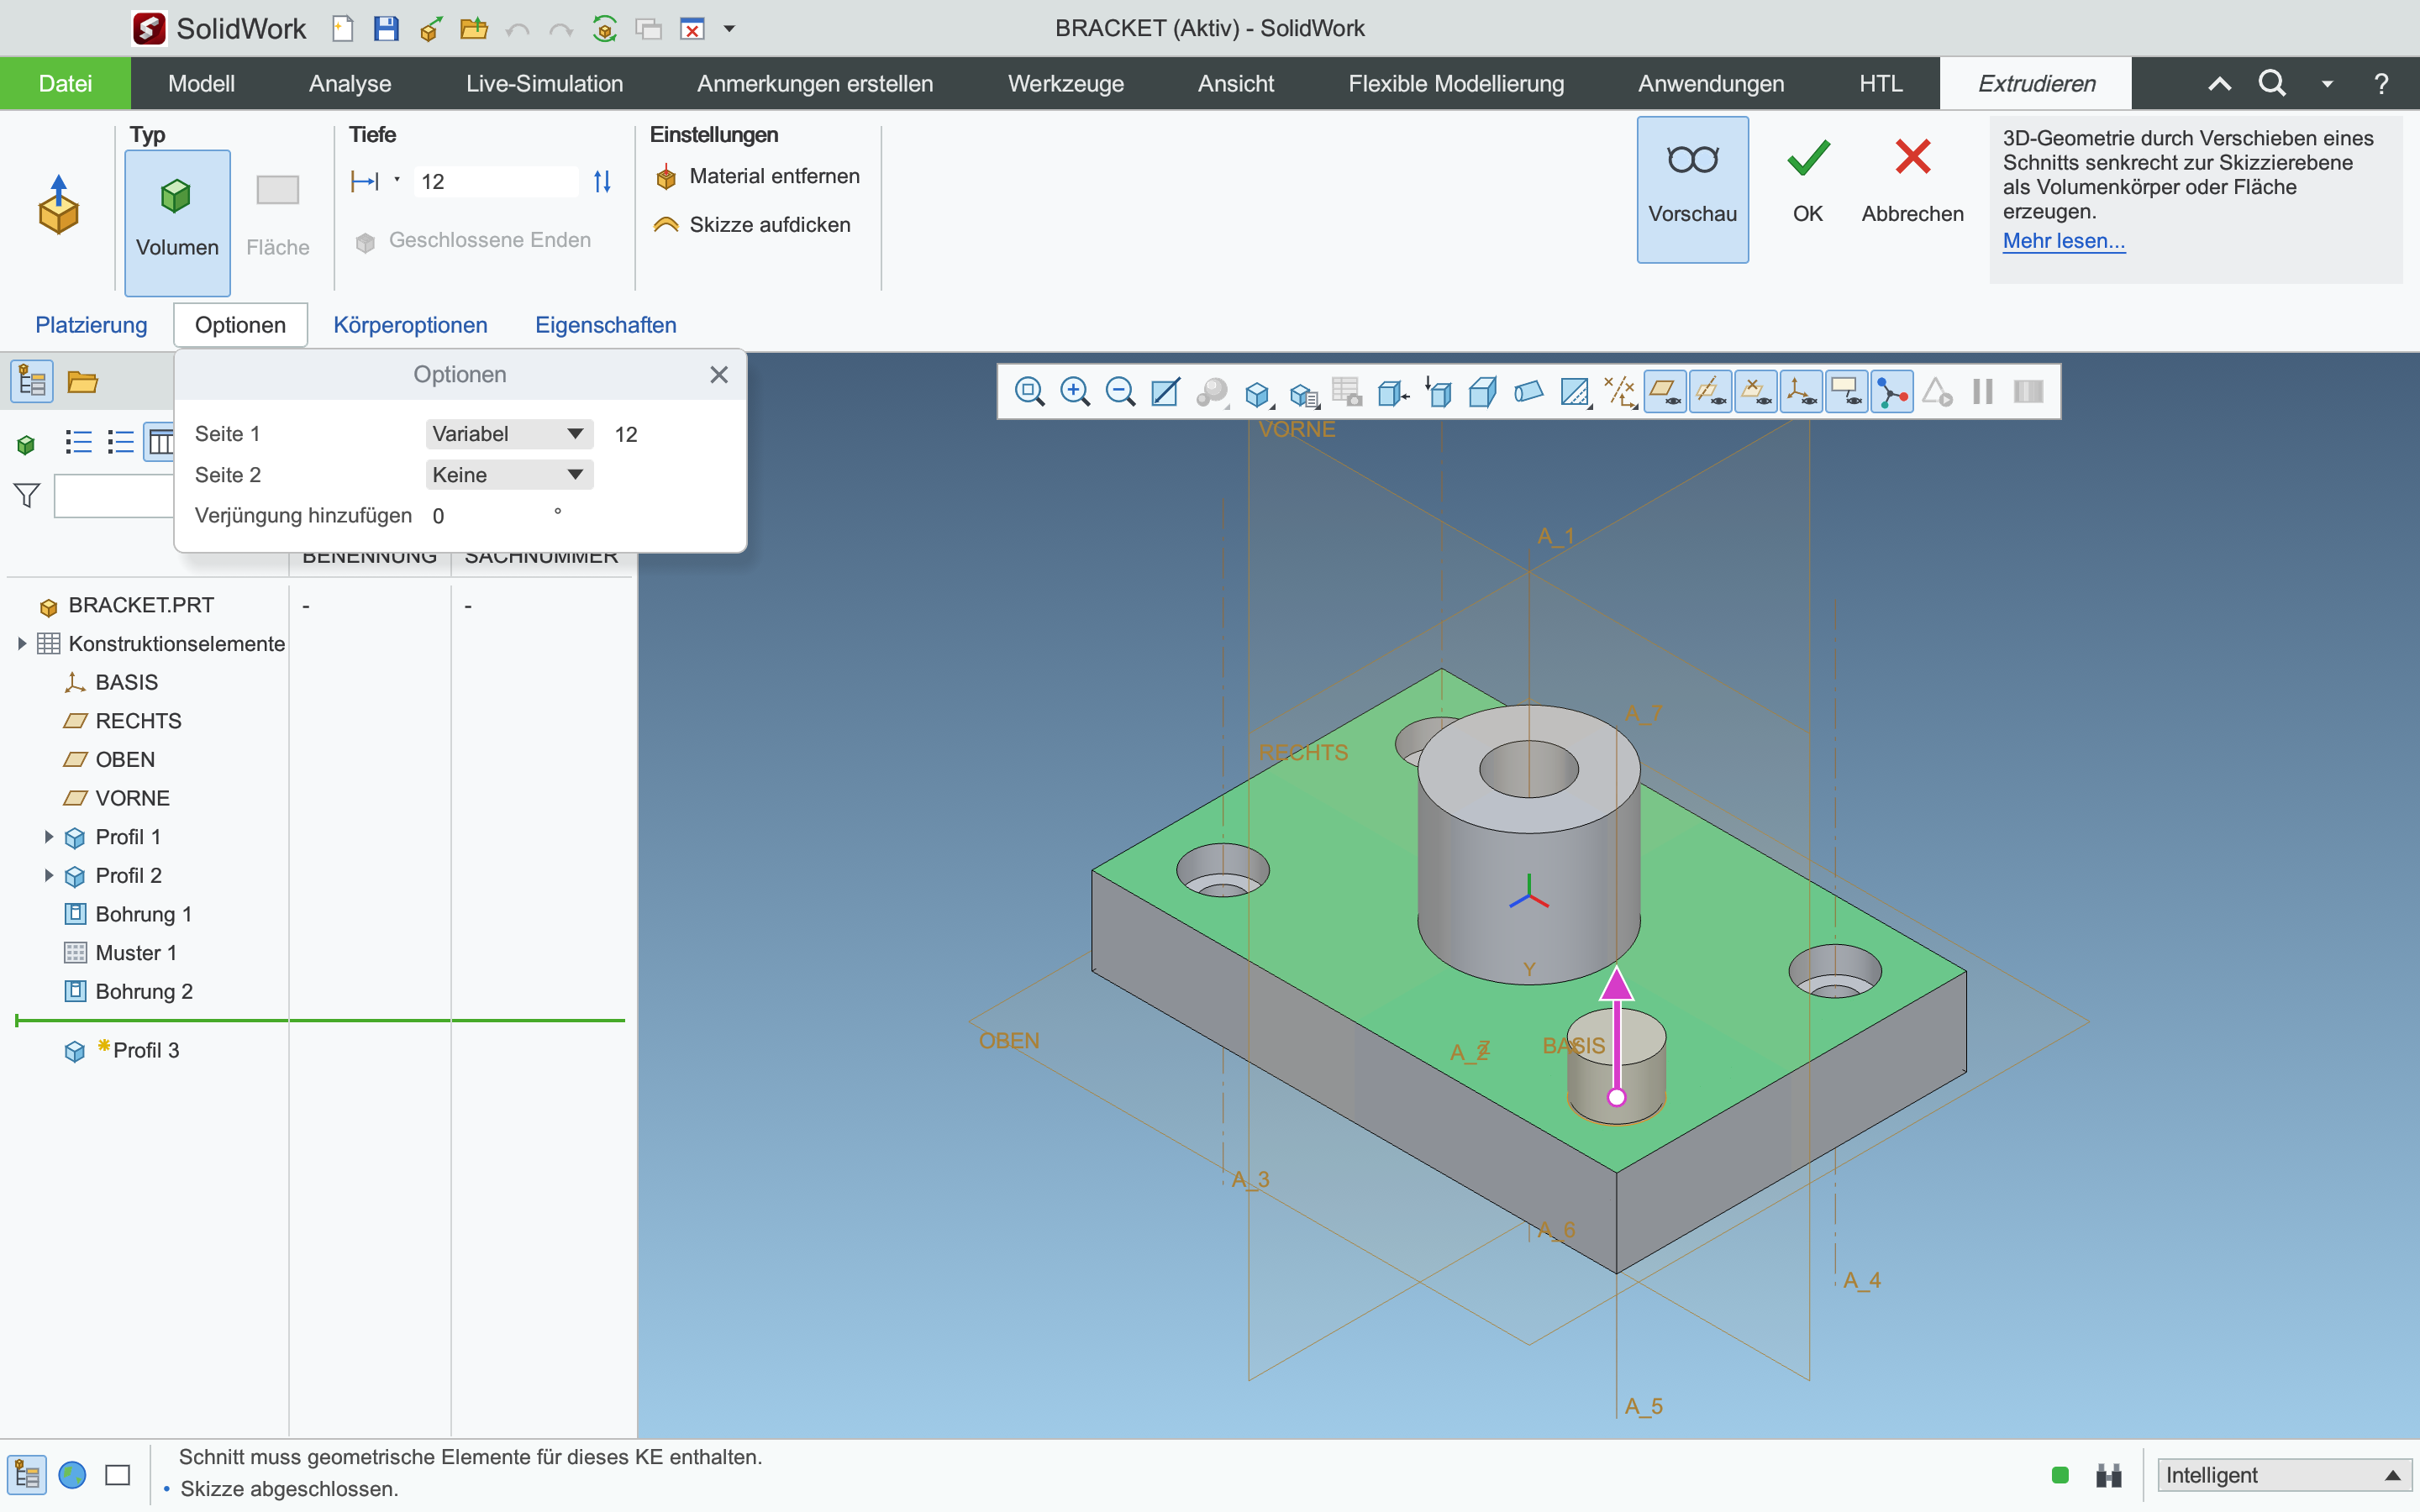 SolidWork
BRACKET (Aktiv) - SolidWork
Datei
Modell
Analyse
Live-Simulation
Anmerkungen erstellen
Werkzeuge
Ansicht
Flexible Modellierung
Anwendungen
HTL
Extrudieren
?
Typ
Volumen
Fläche
Tiefe
12
Geschlossene Enden
Einstellungen
Material entfernen
Skizze aufdicken
Vorschau
OK
Abbrechen
3D-Geometrie durch Verschieben eines
Schnitts senkrecht zur Skizzierebene
als Volumenkörper oder Fläche
erzeugen.
Mehr lesen...
Platzierung
Optionen
Körperoptionen
Eigenschaften
Optionen
Seite 1 Variabel 12
Seite 2 Keine
Verjüngung hinzufügen 0 °
BENENNUNG SACHNUMMER
BRACKET.PRT - -
Konstruktionselemente
BASIS
RECHTS
OBEN
VORNE
Profil 1
Profil 2
Bohrung 1
Muster 1
Bohrung 2
Profil 3
VORNE
A_1
A_7
RECHTS
Y
OBEN
A_2
Z
BASIS
A_3
A_6
A_4
A_5
Schnitt muss geometrische Elemente für dieses KE enthalten.
• Skizze abgeschlossen.
Intelligent